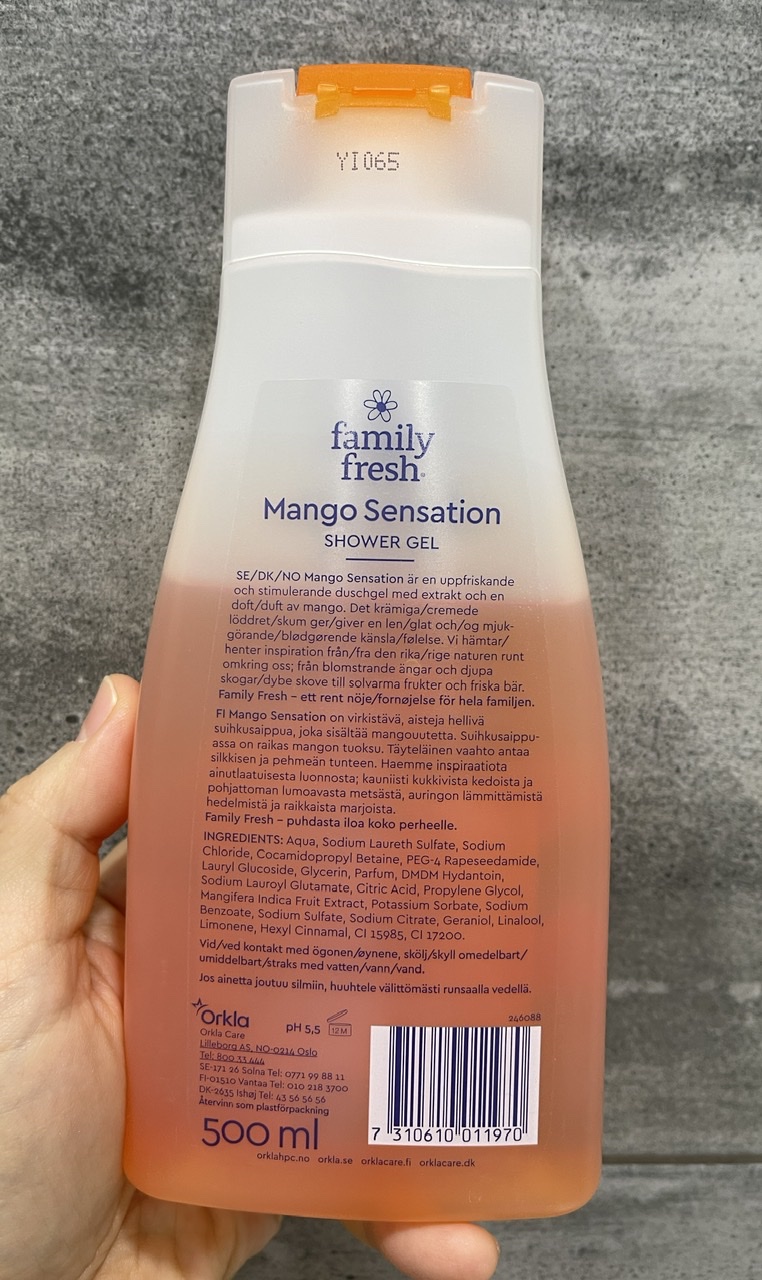 YI065
family
fresh®
Mango Sensation
SHOWER GEL
SE/DK/NO Mango Sensation är en uppfriskande
och stimulerande duschgel med extrakt och en
doft/duft av mango. Det krämiga/cremede
löddret/skum ger/giver en len/glat och/og mjuk-
görande/blødgørende känsla/følelse. Vi hämtar/
henter inspiration från/fra den rika/rige naturen runt
omkring oss; från blomstrande ängar och djupa
skogar/dybe skove till solvarma frukter och friska bär.
Family Fresh – ett rent nöje/fornøjelse för hela familjen.
FI Mango Sensation on virkistävä, aisteja hellivä
suihkusaippua, joka sisältää mangouutetta. Suihkusaippu-
assa on raikas mangon tuoksu. Täyteläinen vaahto antaa
silkkisen ja pehmeän tunteen. Haemme inspiraatiota
ainutlaatuisesta luonnosta; kauniisti kukkivista kedoista ja
pohjattoman lumoavasta metsästä, auringon lämmittämistä
hedelmistä ja raikkaista marjoista.
Family Fresh – puhdasta iloa koko perheelle.
INGREDIENTS: Aqua, Sodium Laureth Sulfate, Sodium
Chloride, Cocamidopropyl Betaine, PEG-4 Rapeseedamide,
Lauryl Glucoside, Glycerin, Parfum, DMDM Hydantoin,
Sodium Lauroyl Glutamate, Citric Acid, Propylene Glycol,
Mangifera Indica Fruit Extract, Potassium Sorbate, Sodium
Benzoate, Sodium Sulfate, Sodium Citrate, Geraniol, Linalool,
Limonene, Hexyl Cinnamal, CI 15985, CI 17200.
Vid/ved kontakt med ögonen/øynene, skölj/skyll omedelbart/
umiddelbart/straks med vatten/vann/vand.
Jos ainetta joutuu silmiin, huuhtele välittömästi runsaalla vedellä.
Orkla
Orkla Care
Lilleborg AS, NO-0214 Oslo
Tel: 800 33 444
SE-171 26 Solna Tel: 0771 99 88 11
FI-01510 Vantaa Tel: 010 218 3700
DK-2635 Ishøj Tel: 43 56 56 56
Återvinn som plastförpackning
pH 5,5
12M
246088
500 ml
7 310610 011970
orklahpc.no orkla.se orklacare.fi orklacare.dk